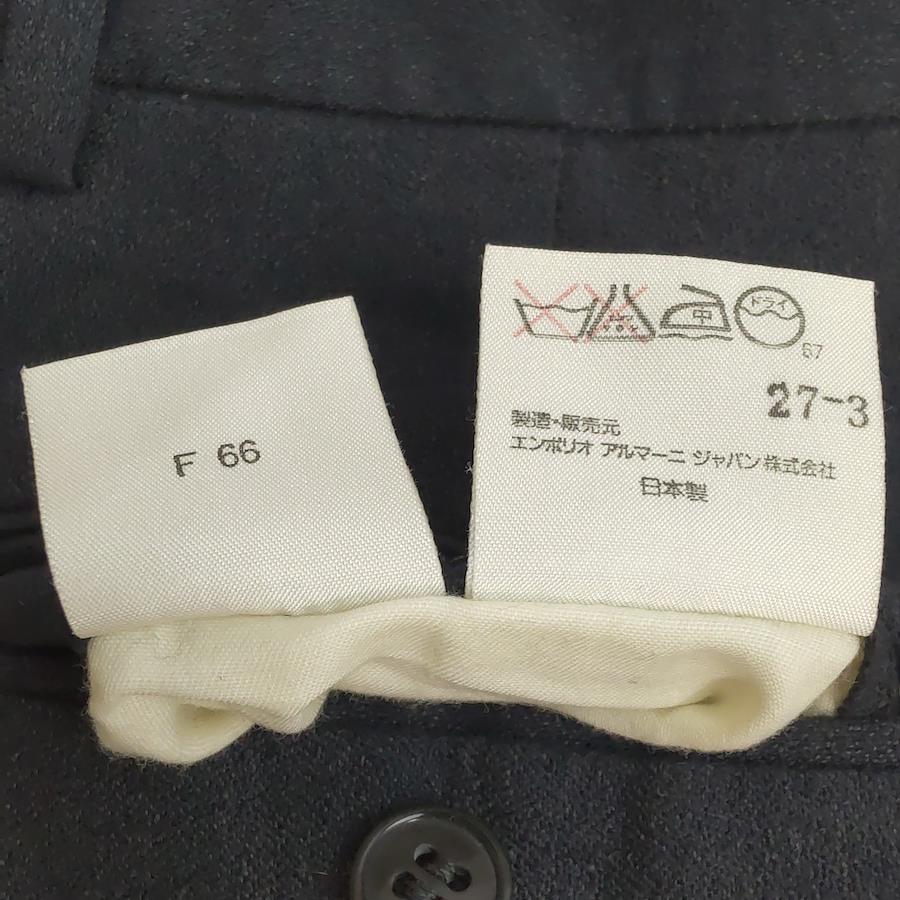 F 66
中
ドライ
67
27-3
製造・販売元
エンポリオ アルマーニ ジャパン株式会社
日本製